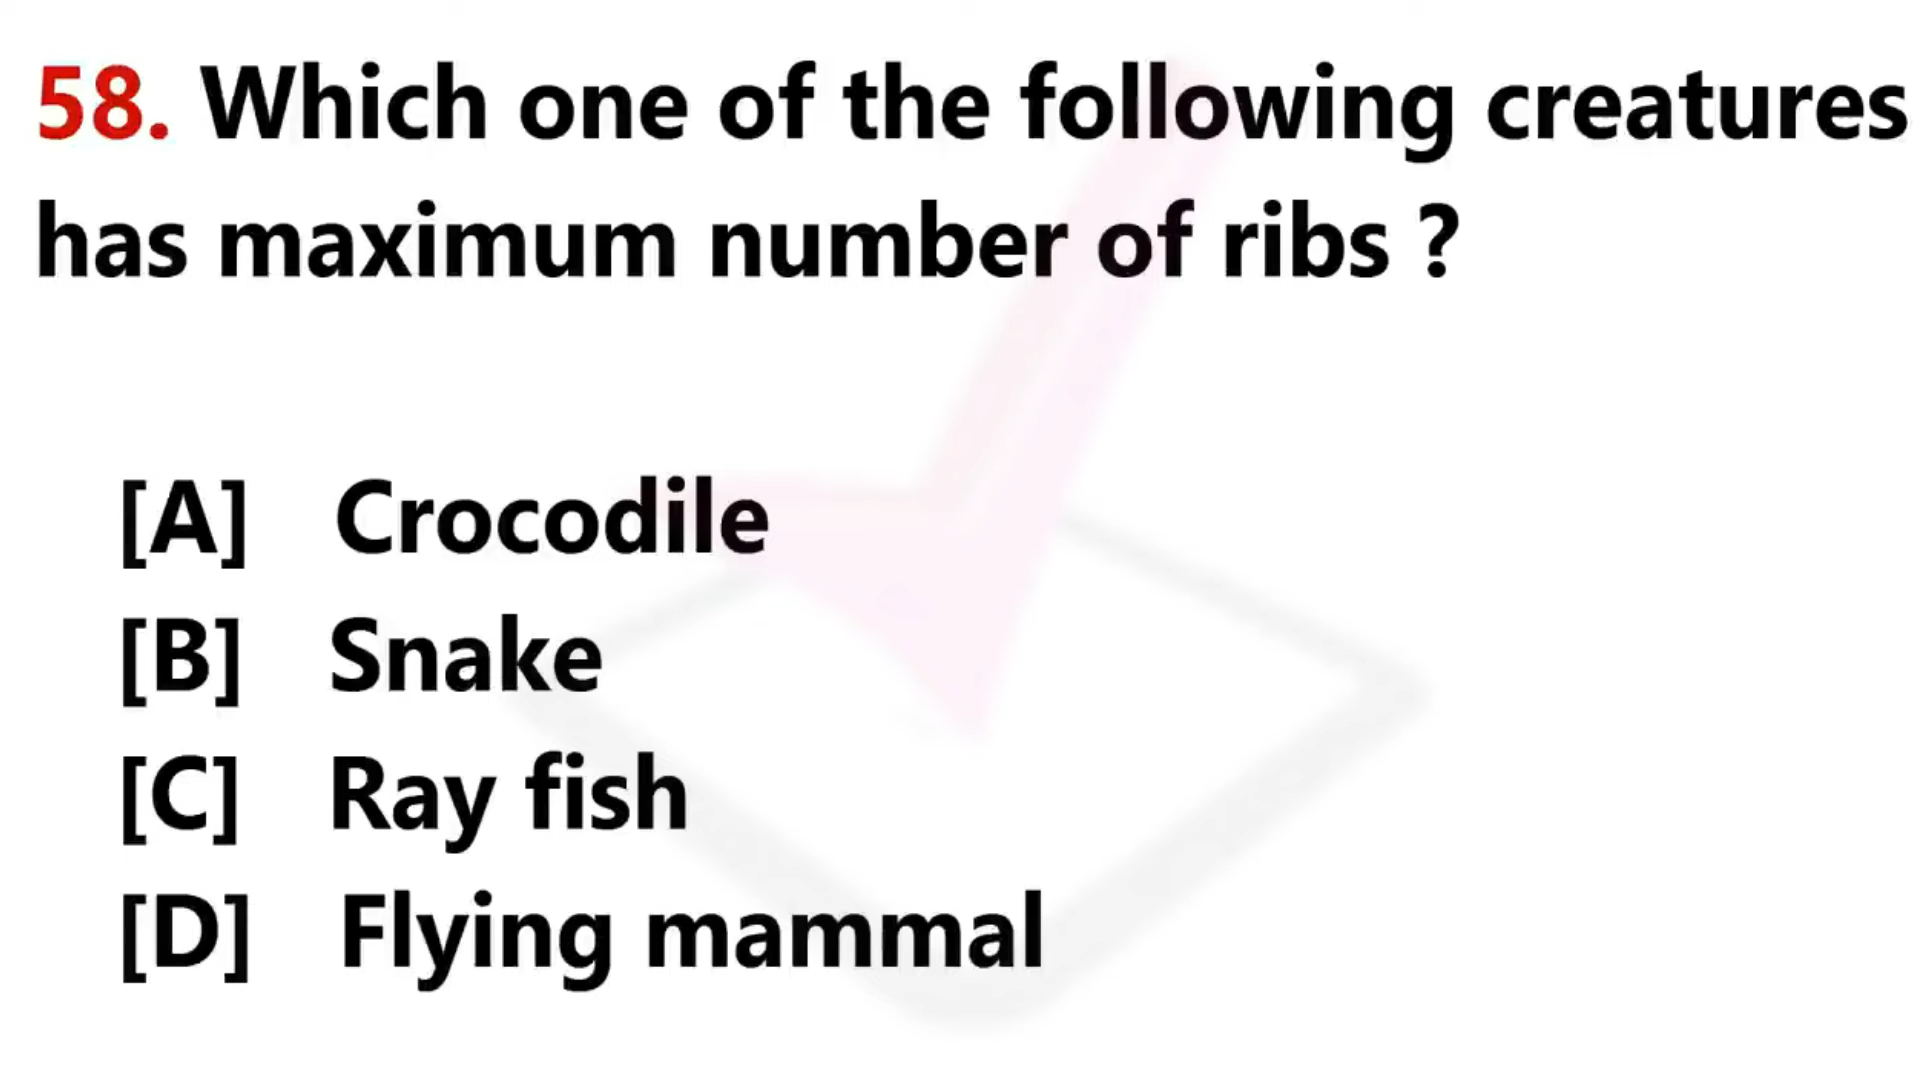 58. Which one of the following creatures
has maximum number of ribs ?
[A] Crocodile
[B] Snake
[C] Ray fish
[D] Flying mammal